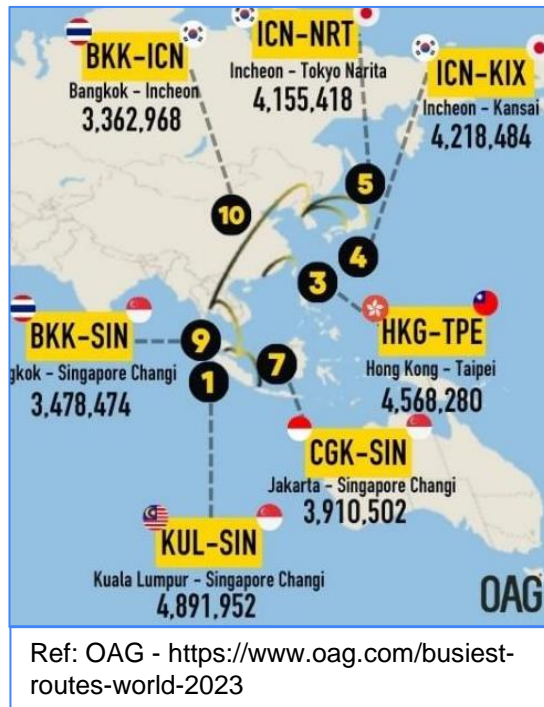 BKK-ICN
Bangkok - Incheon
3,362,968
ICN-NRT
Incheon - Tokyo Narita
4,155,418
ICN-KIX
Incheon - Kansai
4,218,484
10
5
4
3
BKK-SIN
gkok - Singapore Changi
3,478,474
9
1
7
HKG-TPE
Hong Kong - Taipei
4,568,280
CGK-SIN
Jakarta - Singapore Changi
3,910,502
KUL-SIN
Kuala Lumpur - Singapore Changi
4,891,952
OAG
Ref: OAG - https://www.oag.com/busiest-
routes-world-2023